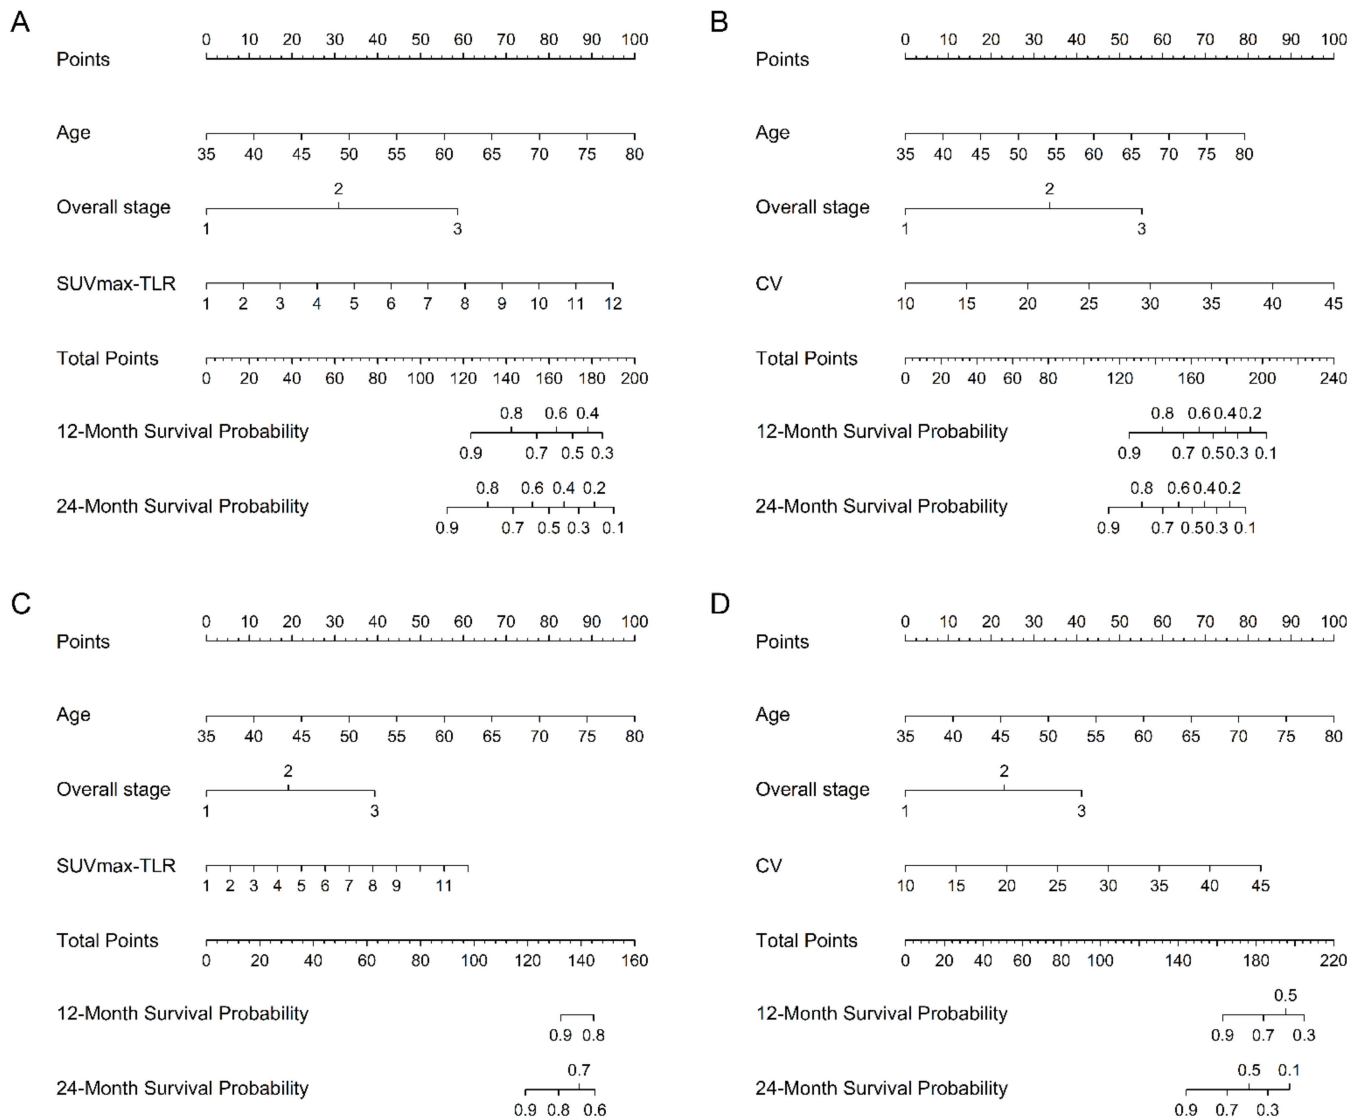 A
0 10 20 30 40 50 60 70 80 90 100
Points
Age
35 40 45 50 55 60 65 70 75 80
2
Overall stage
1 3
SUVmax-TLR
1 2 3 4 5 6 7 8 9 10 11 12
Total Points
0 20 40 60 80 100 120 140 160 180 200
0.8 0.6 0.4
12-Month Survival Probability
0.9 0.7 0.5 0.3
0.8 0.6 0.4 0.2
24-Month Survival Probability
0.9 0.7 0.5 0.3 0.1
B
0 10 20 30 40 50 60 70 80 90 100
Points
Age
35 40 45 50 55 60 65 70 75 80
2
Overall stage
1 3
CV
10 15 20 25 30 35 40 45
Total Points
0 20 40 60 80 120 160 200 240
0.8 0.6 0.4 0.2
12-Month Survival Probability
0.9 0.7 0.5 0.3 0.1
0.8 0.6 0.4 0.2
24-Month Survival Probability
0.9 0.7 0.5 0.3 0.1
C
0 10 20 30 40 50 60 70 80 90 100
Points
Age
35 40 45 50 55 60 65 70 75 80
2
Overall stage
1 3
SUVmax-TLR
1 2 3 4 5 6 7 8 9 11
Total Points
0 20 40 60 80 100 120 140 160
12-Month Survival Probability
0.9 0.8
0.7
24-Month Survival Probability
0.9 0.8 0.6
D
0 10 20 30 40 50 60 70 80 90 100
Points
Age
35 40 45 50 55 60 65 70 75 80
2
Overall stage
1 3
CV
10 15 20 25 30 35 40 45
Total Points
0 20 40 60 80 100 140 180 220
0.5
12-Month Survival Probability
0.9 0.7 0.3
0.5 0.1
24-Month Survival Probability
0.9 0.7 0.3